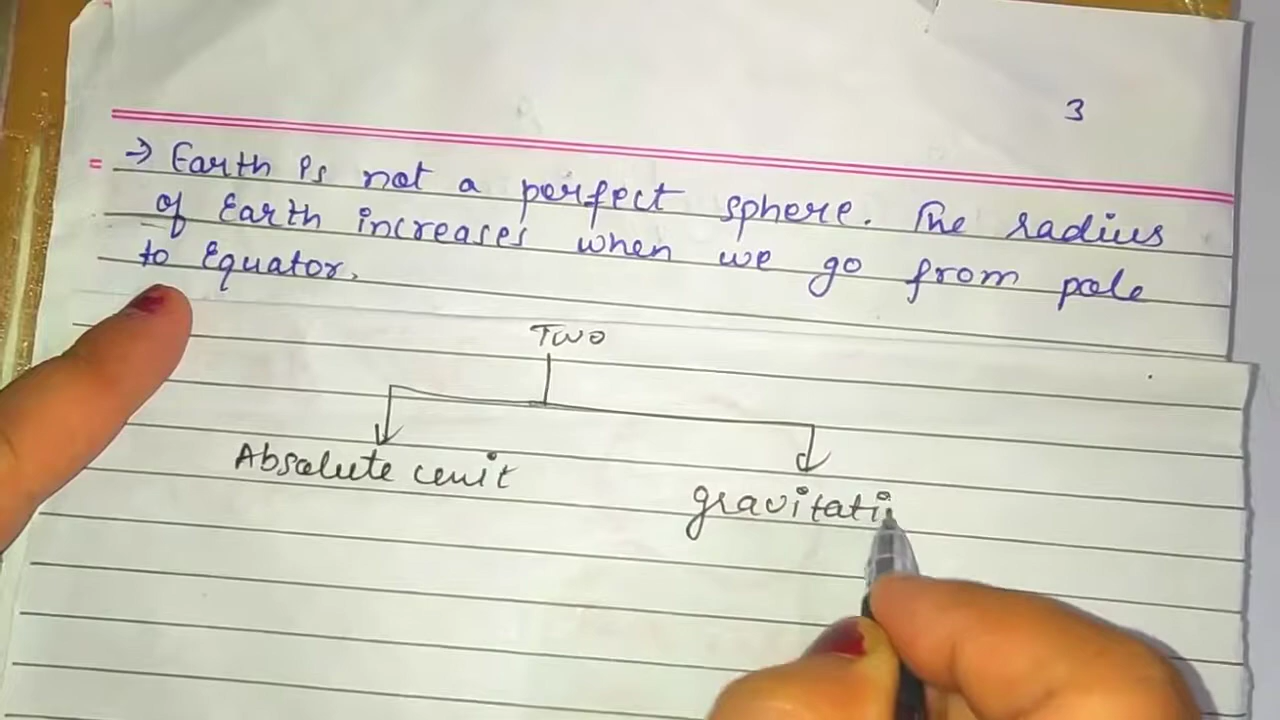 3
= → Earth is not a perfect sphere. The radius
of Earth increases when we go from pole
to Equator.
Two
Absolute unit
gravitati